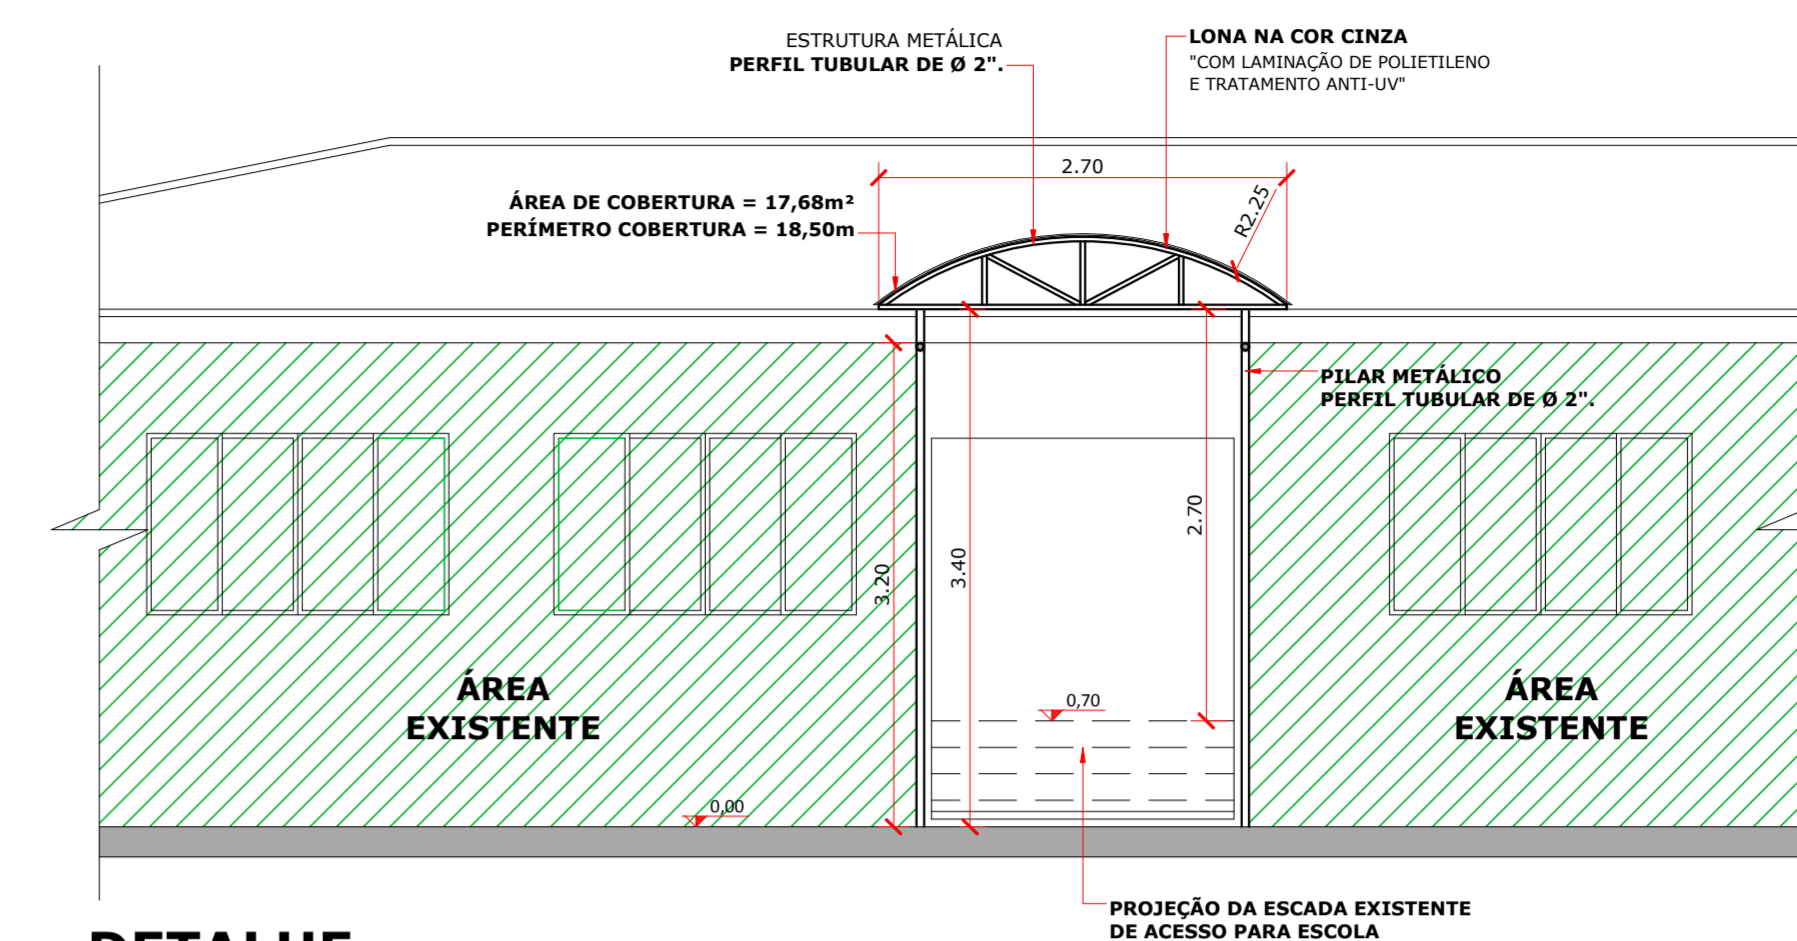 ESTRUTURA METÁLICA
PERFIL TUBULAR DE Ø 2".
LONA NA COR CINZA
"COM LAMINAÇÃO DE POLIETILENO
E TRATAMENTO ANTI-UV"
2.70
R2.25
ÁREA DE COBERTURA = 17,68m²
PERÍMETRO COBERTURA = 18,50m
PILAR METÁLICO
PERFIL TUBULAR DE Ø 2".
3.20
3.40
2.70
ÁREA
EXISTENTE
0,70
ÁREA
EXISTENTE
0,00
PROJEÇÃO DA ESCADA EXISTENTE
DE ACESSO PARA ESCOLA
DETALHE